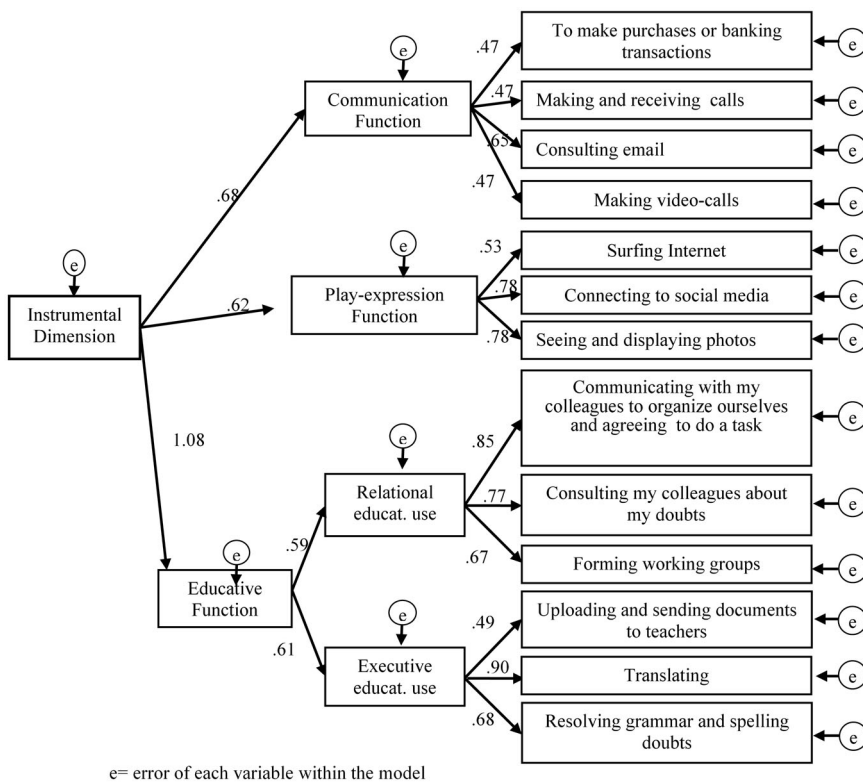 e
.47
To make purchases or banking
transactions
e
Communication
Function
.47
Making and receiving calls
e
.65
Consulting email
e
.47
Making video-calls
e
.68
e
.53
Surfing Internet
e
e
Play-expression
Function
.78
Connecting to social media
e
.78
Seeing and displaying photos
e
Instrumental
Dimension
.62
1.08
Communicating with my
colleagues to organize ourselves
and agreeing to do a task
e
.85
e
Relational
educat. use
.77
Consulting my colleagues about
my doubts
e
.67
Forming working groups
e
e
Educative
Function
.59
.61
.49
Uploading and sending documents
to teachers
e
e
Executive
educat. use
.90
Translating
e
.68
Resolving grammar and spelling
doubts
e
e= error of each variable within the model